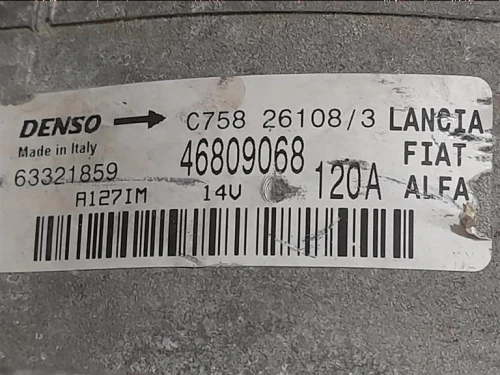 DENSO C758 26108/3 LANCIA
Made in Italy 46809068 FIAT
63321859 120A ALFA
A127IM 14V